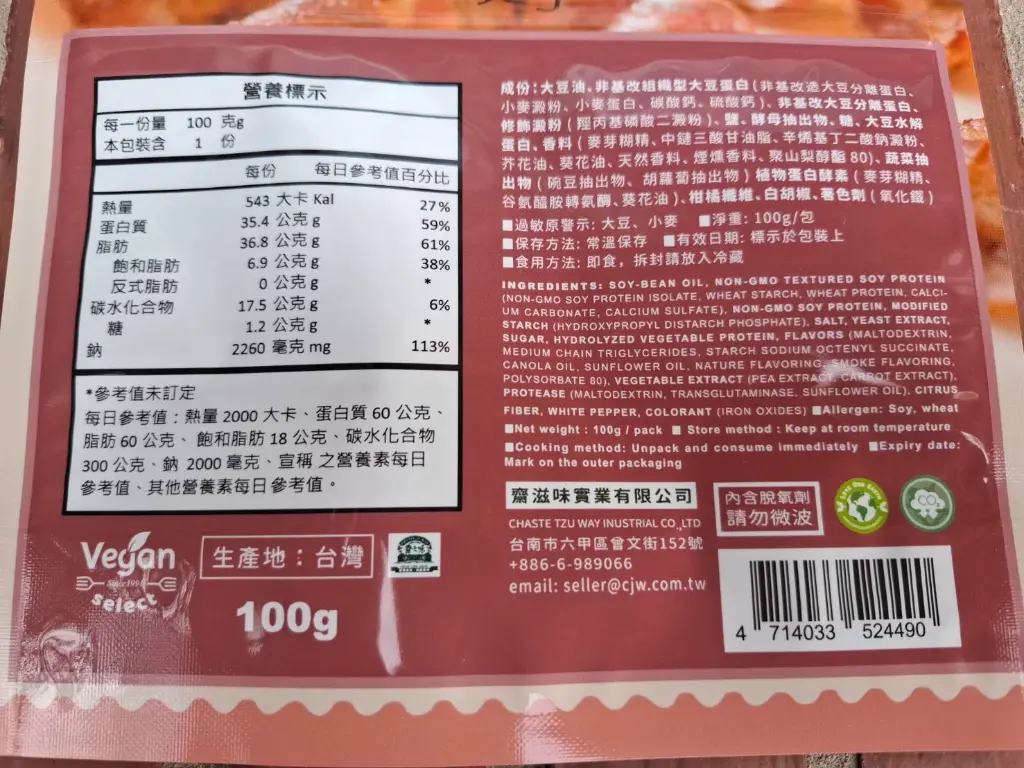 營養標示
每一份量 100 克g
本包裝含 1 份
每份 每日參考值百分比
熱量 543 大卡 Kal 27%
蛋白質 35.4 公克 g 59%
脂肪 36.8 公克 g 61%
飽和脂肪 6.9 公克 g 38%
反式脂肪 0 公克 g *
碳水化合物 17.5 公克 g 6%
糖 1.2 公克 g *
鈉 2260 毫克 mg 113%
*參考值未訂定
每日參考值：熱量 2000 大卡、蛋白質 60 公克、
脂肪 60 公克、 飽和脂肪 18 公克、碳水化合物
300 公克、鈉 2000 毫克、宣稱 之營養素每日
參考值、其他營養素每日參考值。
Vegan
Since 1991
Select
生產地：台灣
100g
成份:大豆油、非基改組織型大豆蛋白(非基改造大豆分離蛋白、
小麥澱粉、小麥蛋白、碳酸鈣、硫酸鈣)、非基改大豆分離蛋白、
修飾澱粉(羥丙基磷酸二澱粉)、鹽、酵母抽出物、糖、大豆水解
蛋白、香料(麥芽糊精、中鏈三酸甘油脂、辛烯基丁二酸鈉澱粉、
芥花油、葵花油、天然香料、煙燻香料、聚山梨醇酯80)、蔬菜抽
出物(碗豆抽出物、胡蘿蔔抽出物)植物蛋白酵素(麥芽糊精、
谷氨醯胺轉氨酶、葵花油)、柑橘纖維、白胡椒、著色劑(氧化鐵)
■過敏原警示: 大豆、小麥 ■淨重: 100g/包
■保存方法: 常溫保存 ■有效日期: 標示於包裝上
■食用方法: 即食，拆封請放入冷藏
INGREDIENTS: SOY-BEAN OIL, NON-GMO TEXTURED SOY PROTEIN
(NON-GMO SOY PROTEIN ISOLATE, WHEAT STARCH, WHEAT PROTEIN, CALCI-
UM CARBONATE, CALCIUM SULFATE), NON-GMO SOY PROTEIN, MODIFIED
STARCH (HYDROXYPROPYL DISTARCH PHOSPHATE), SALT, YEAST EXTRACT,
SUGAR, HYDROLYZED VEGETABLE PROTEIN, FLAVORS (MALTODEXTRIN,
MEDIUM CHAIN TRIGLYCERIDES, STARCH SODIUM OCTENYL SUCCINATE,
CANOLA OIL, SUNFLOWER OIL, NATURE FLAVORING, SMOKE FLAVORING,
POLYSORBATE 80), VEGETABLE EXTRACT (PEA EXTRACT, CARROT EXTRACT),
PROTEASE (MALTODEXTRIN, TRANSGLUTAMINASE, SUNFLOWER OIL), CITRUS
FIBER, WHITE PEPPER, COLORANT (IRON OXIDES) ■Allergen: Soy, wheat
■Net weight : 100g / pack ■ Store method : Keep at room temperature
■Cooking method: Unpack and consume immediately ■Expiry date:
Mark on the outer packaging
齋滋味實業有限公司
CHASTE TZU WAY INUSTRIAL CO.,LTD
台南市六甲區曾文街152號
+886-6-989066
email: seller@cjw.com.tw
內含脫氧劑
請勿微波
CO2
4 714033 524490